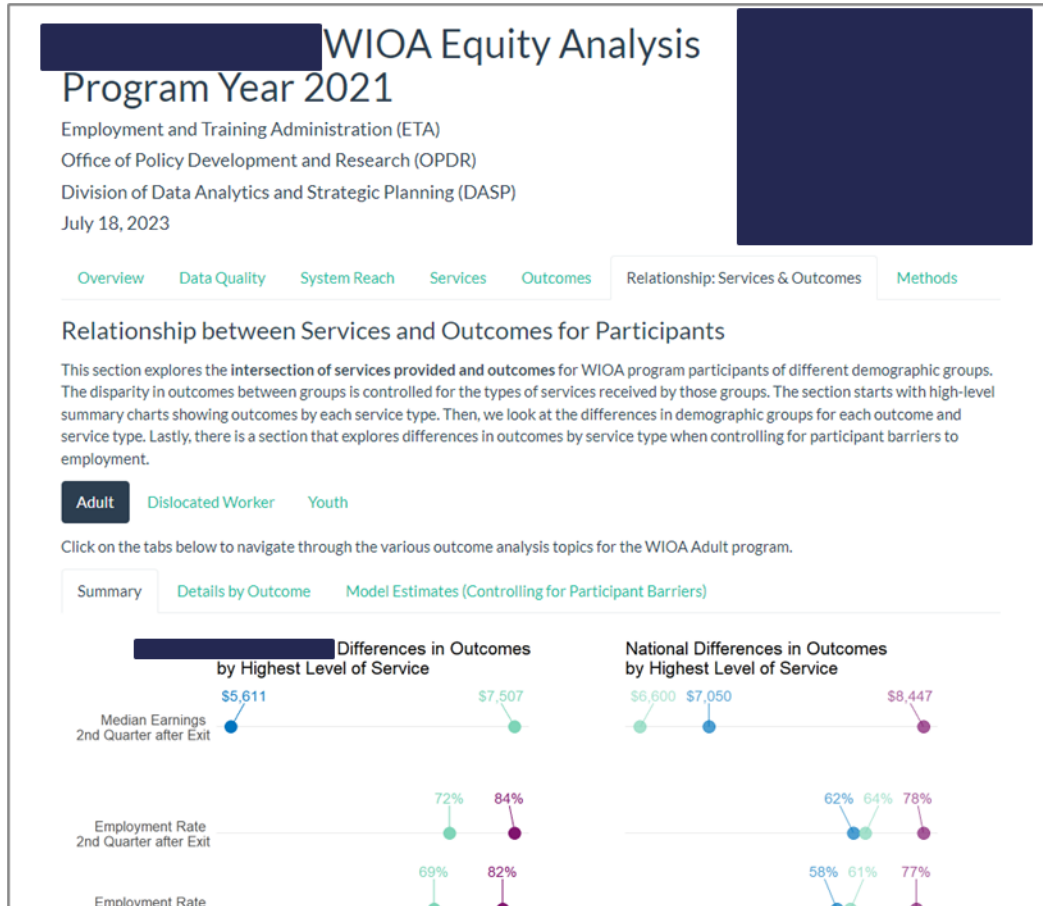 WIOA Equity Analysis
Program Year 2021
Employment and Training Administration (ETA)
Office of Policy Development and Research (OPDR)
Division of Data Analytics and Strategic Planning (DASP)
July 18, 2023
Overview Data Quality System Reach Services Outcomes Relationship: Services & Outcomes Methods
Relationship between Services and Outcomes for Participants
This section explores the intersection of services provided and outcomes for WIOA program participants of different demographic groups.
The disparity in outcomes between groups is controlled for the types of services received by those groups. The section starts with high-level
summary charts showing outcomes by each service type. Then, we look at the differences in demographic groups for each outcome and
service type. Lastly, there is a section that explores differences in outcomes by service type when controlling for participant barriers to
employment.
Adult Dislocated Worker Youth
Click on the tabs below to navigate through the various outcome analysis topics for the WIOA Adult program.
Summary Details by Outcome Model Estimates (Controlling for Participant Barriers)
Differences in Outcomes
by Highest Level of Service
National Differences in Outcomes
by Highest Level of Service
$5,611 $7,507 $6,600 $7,050 $8,447
Median Earnings
2nd Quarter after Exit
72% 84% 62% 64% 78%
Employment Rate
2nd Quarter after Exit
69% 82% 58% 61% 77%
Employment Rate